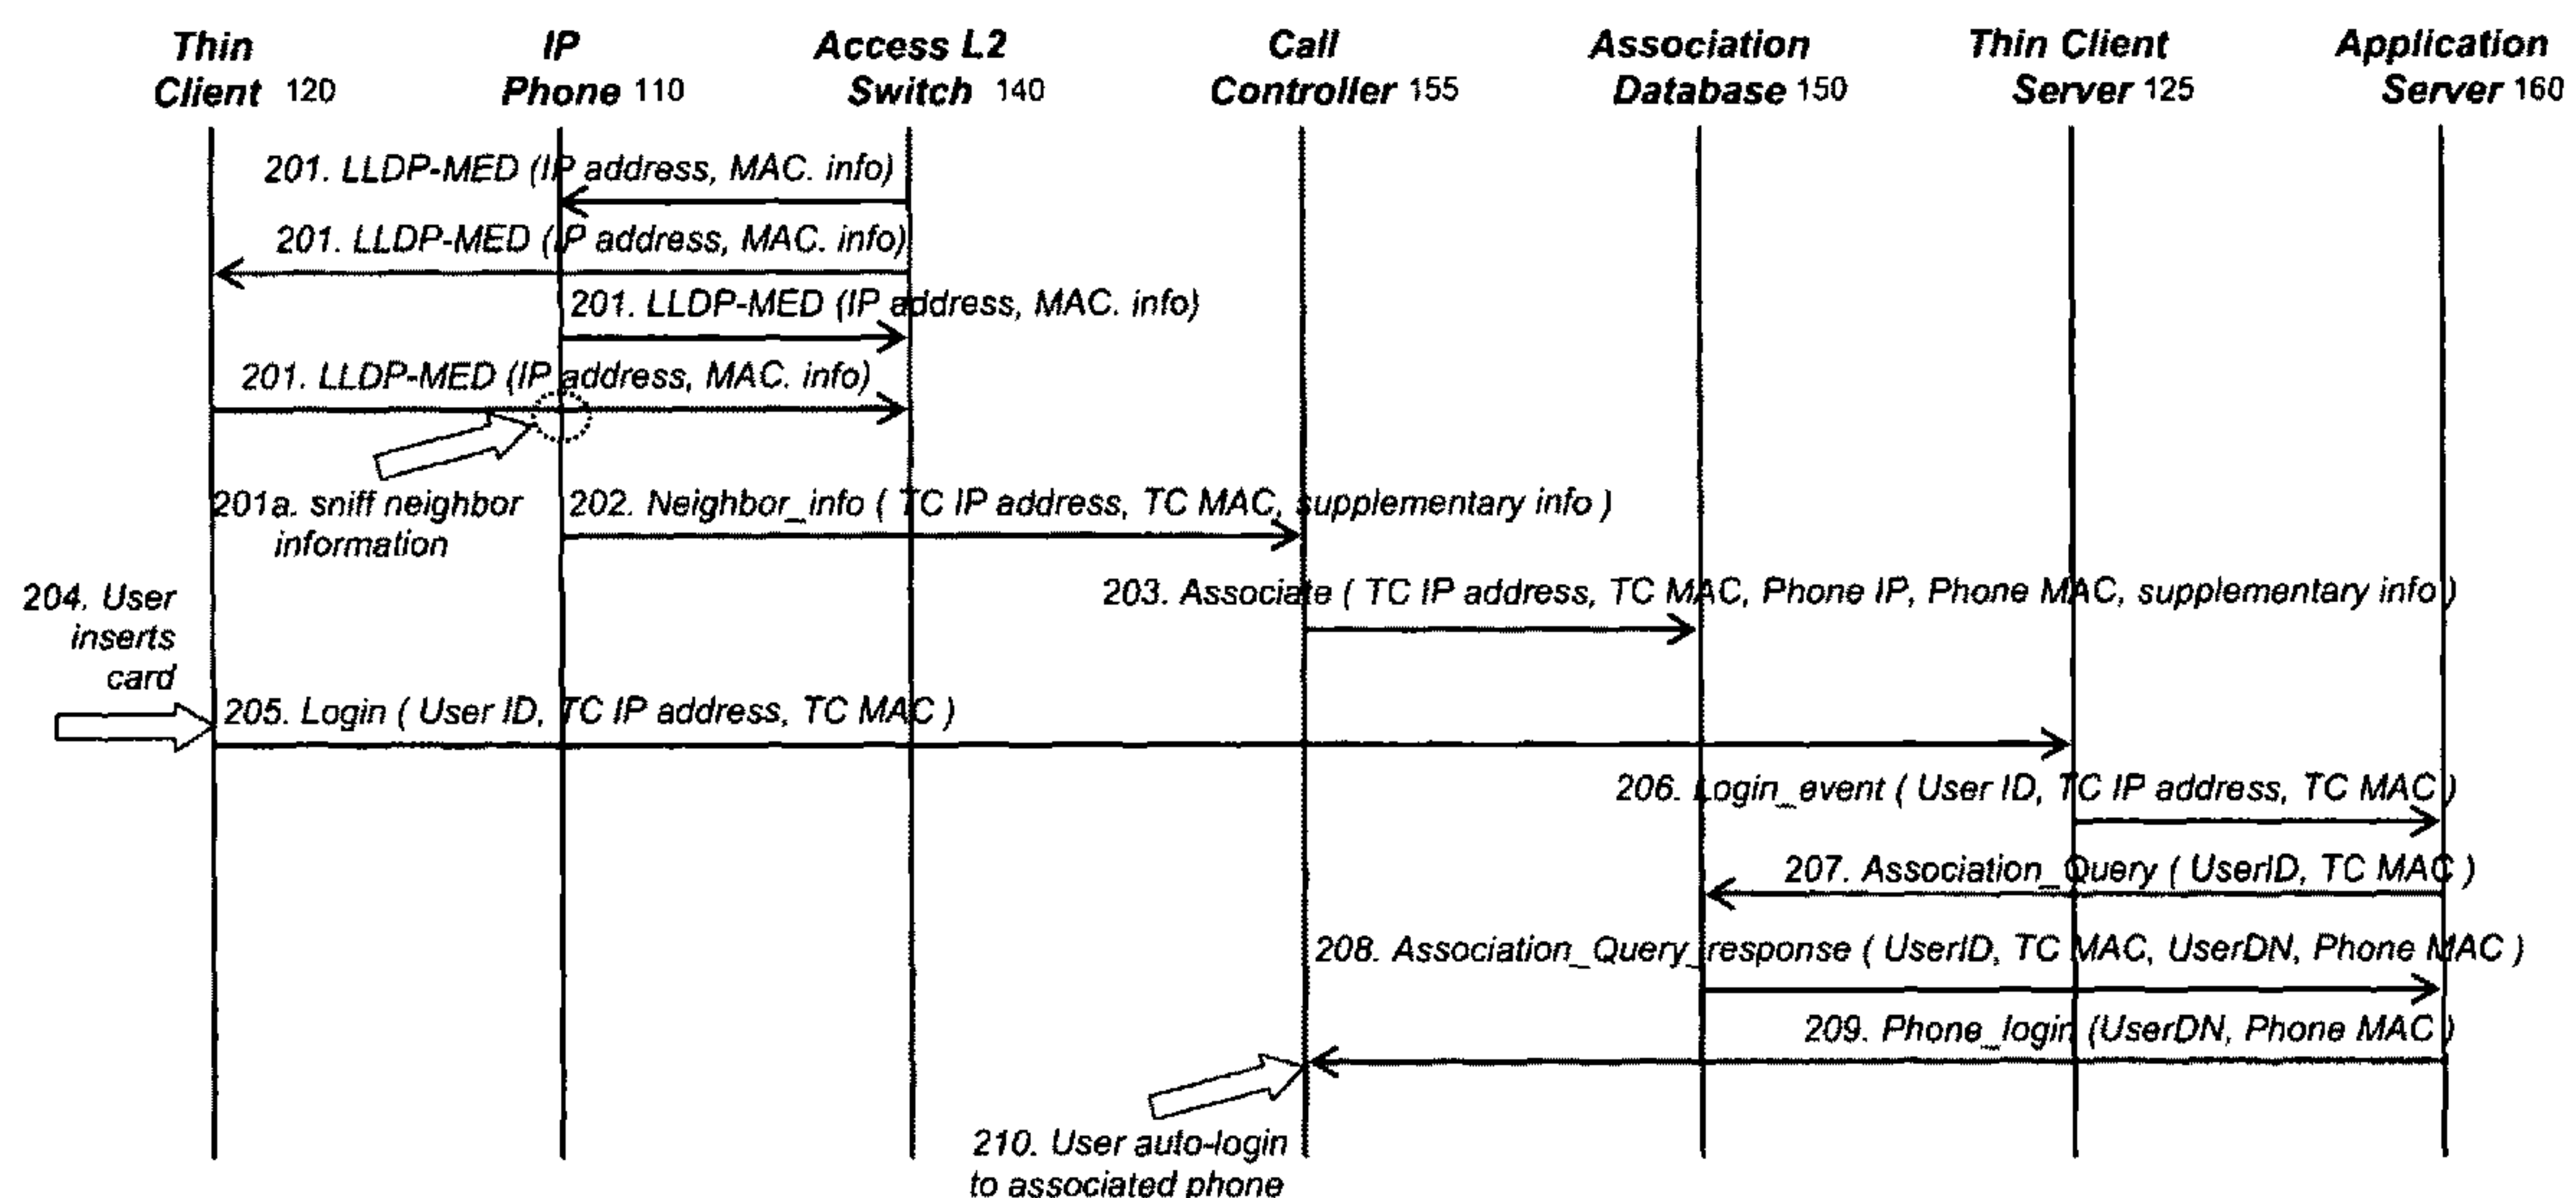 Thin
Client 120
IP
Phone 110
Access L2
Switch 140
Call
Controller 155
Association
Database 150
Thin Client
Server 125
Application
Server 160
201. LLDP-MED (IP address, MAC. info)
201. LLDP-MED (IP address, MAC. info)
201. LLDP-MED (IP address, MAC. info)
201. LLDP-MED (IP address, MAC. info)
201a. sniff neighbor
information
202. Neighbor_info ( TC IP address, TC MAC, supplementary info )
203. Associate ( TC IP address, TC MAC, Phone IP, Phone MAC, supplementary info )
204. User
inserts
card
205. Login ( User ID, TC IP address, TC MAC )
206. Login_event ( User ID, TC IP address, TC MAC )
207. Association_Query ( UserID, TC MAC )
208. Association_Query_response ( UserID, TC MAC, UserDN, Phone MAC )
209. Phone_login (UserDN, Phone MAC )
210. User auto-login
to associated phone